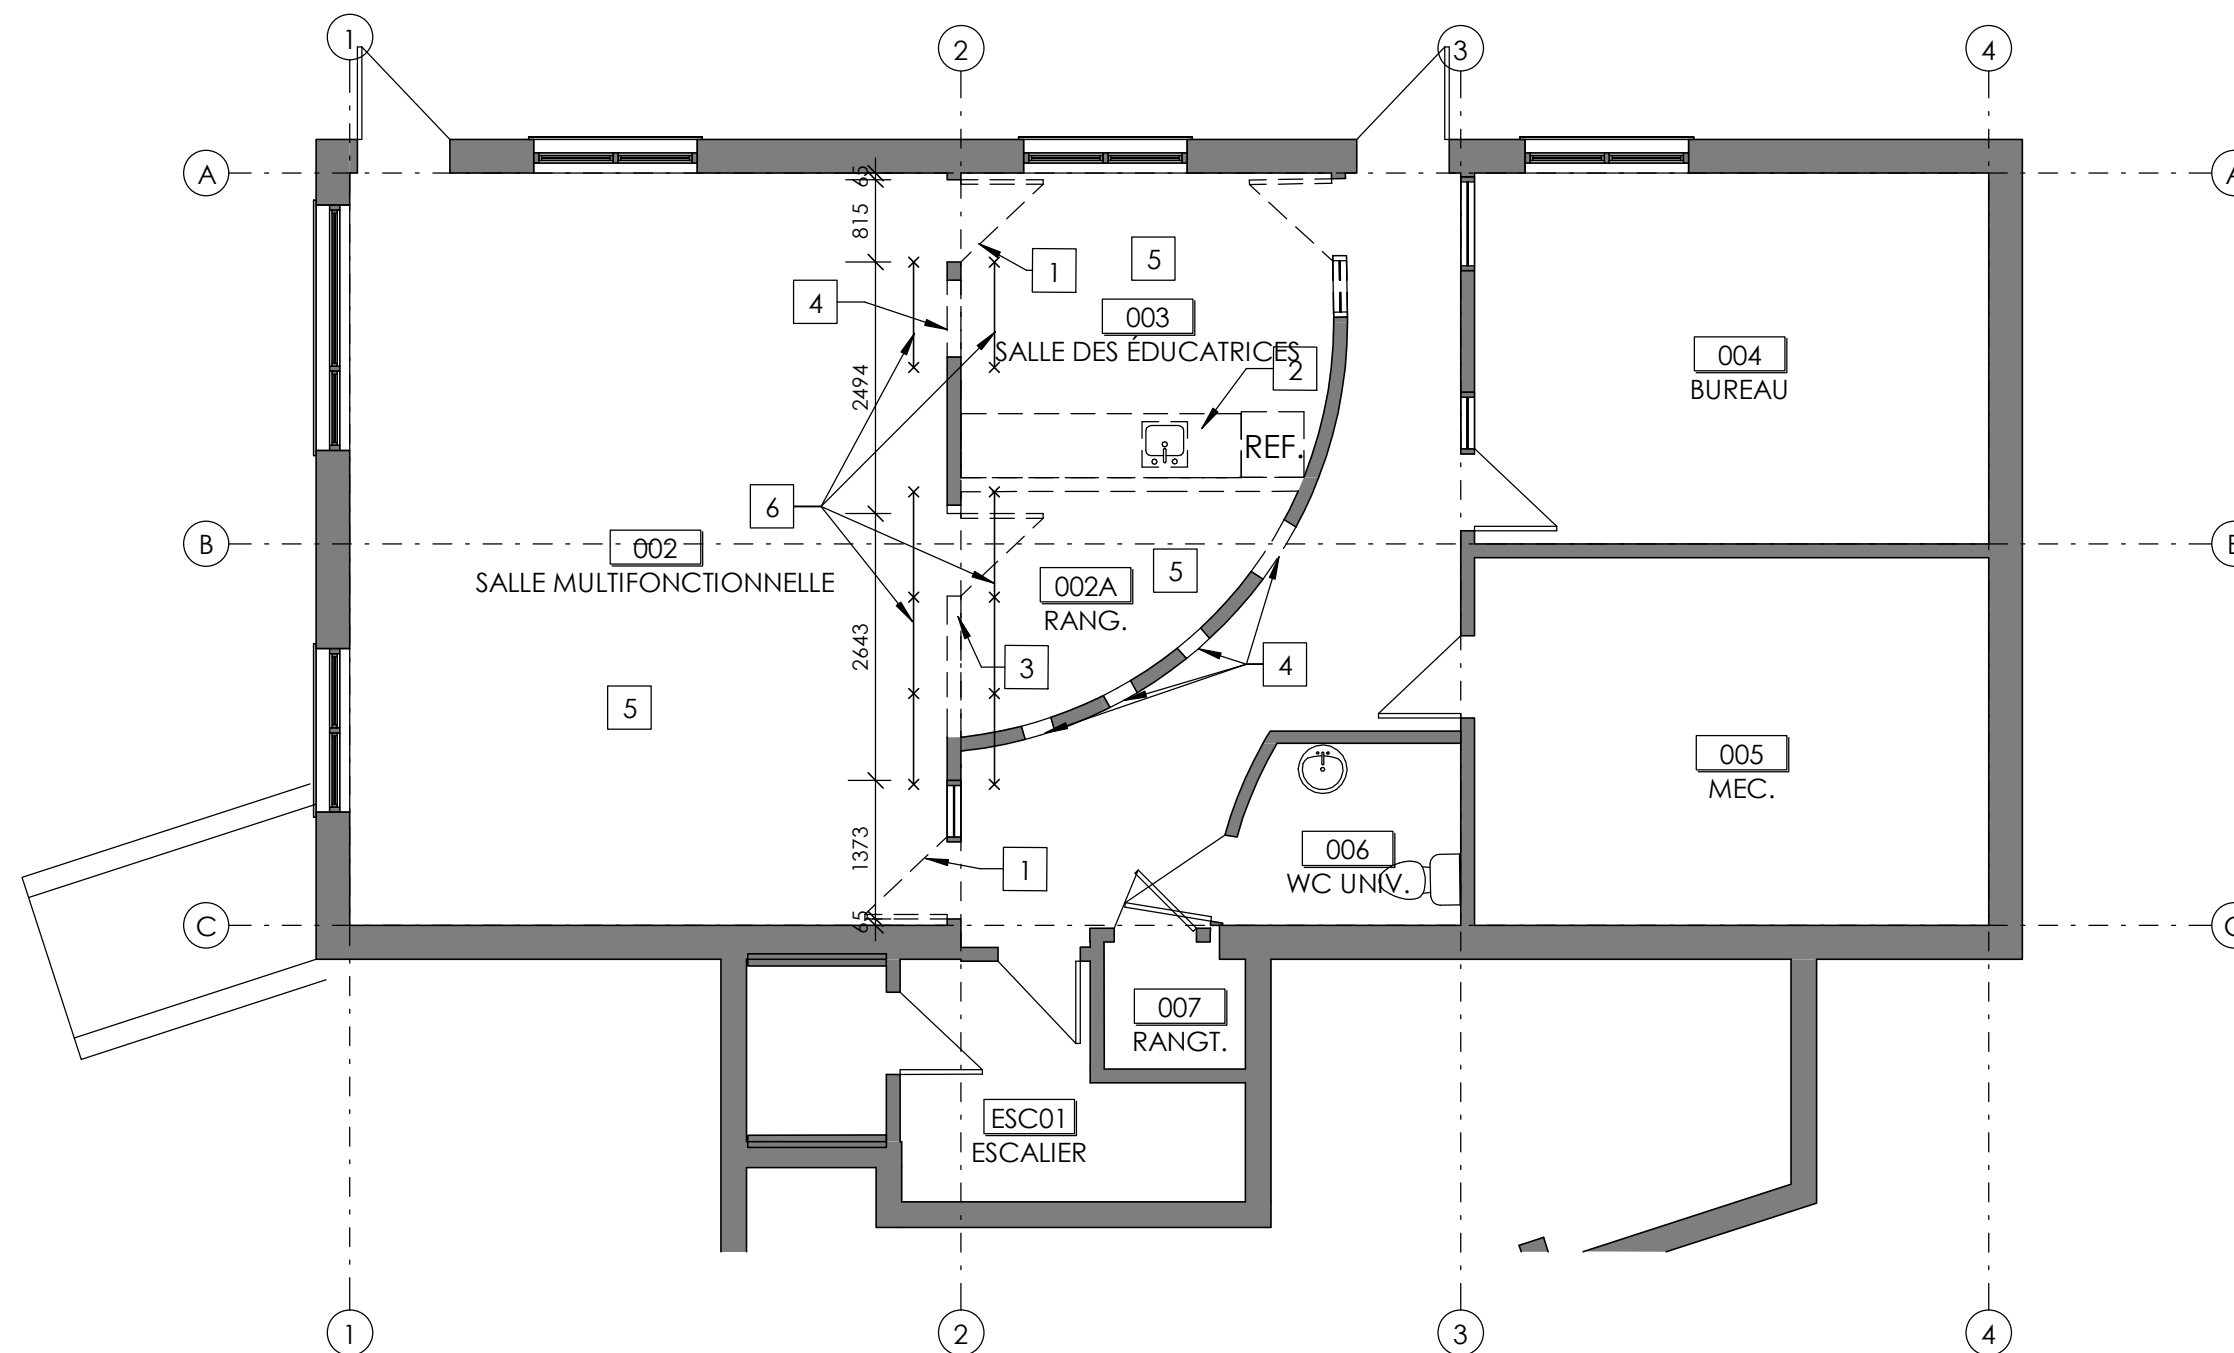 1
2
3
4
A
A
65
815
1
5
4
003
SALLE DES ÉDUCATRICES
2
004
BUREAU
2494
REF.
6
B
002
SALLE MULTIFONCTIONNELLE
5
002A
RANG.
2643
3
4
5
005
MEC.
1373
1
006
WC UNIV.
65
C
007
RANGT.
ESC01
ESCALIER
1
2
3
4